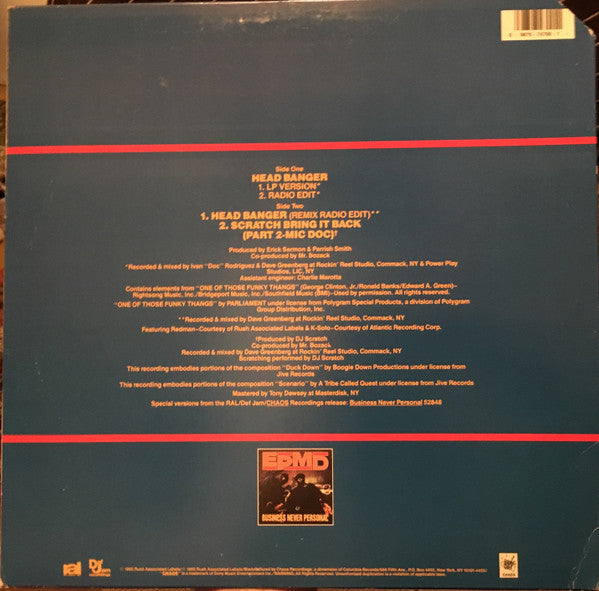 Side One
HEAD BANGER
1. LP VERSION*
2. RADIO EDIT*
Side Two
1. HEAD BANGER (REMIX RADIO EDIT)**
2. SCRATCH BRING IT BACK
(PART 2-MIC DOC)†
Produced by Erick Sermon & Parrish Smith
Co-produced by Mr. Bozack
*Recorded & mixed by Ivan "Doc" Rodriguez & Dave Greenberg at Rockin' Reel Studio, Commack, NY & Power Play
Studios, LIC, NY
Assistant engineer: Charlie Marotta
Contains elements from "ONE OF THOSE FUNKY THANGS" (George Clinton, Jr./Ronald Banks/Edward A. Green)–
Rightsong Music, Inc./Bridgeport Music, Inc./Southfield Music (BMI)–Used by permission. All rights reserved.
"ONE OF THOSE FUNKY THANGS" by PARLIAMENT under license from Polygram Special Products, a division of Polygram
Group Distribution, Inc.
**Recorded & mixed by Dave Greenberg at Rockin' Reel Studio, Commack, NY
Featuring Redman–Courtesy of Rush Associated Labels & K-Solo–Courtesy of Atlantic Recording Corp.
†Produced by DJ Scratch
Co-produced by Mr. Bozack
Recorded & mixed by Dave Greenberg at Rockin' Reel Studio, Commack, NY
Scratching performed by DJ Scratch
This recording embodies portions of the composition "Duck Down" by Boogie Down Productions under license from
Jive Records
This recording embodies portions of the composition "Scenario" by A Tribe Called Quest under license from Jive Records
Mastered by Tony Dawsey at Masterdisk, NY
Special versions from the RAL/Def Jam/CHAOS Recordings release: Business Never Personal 52848
EPMD
BUSINESS NEVER PERSONAL
ral
Def Jam
recordings
CHAOS